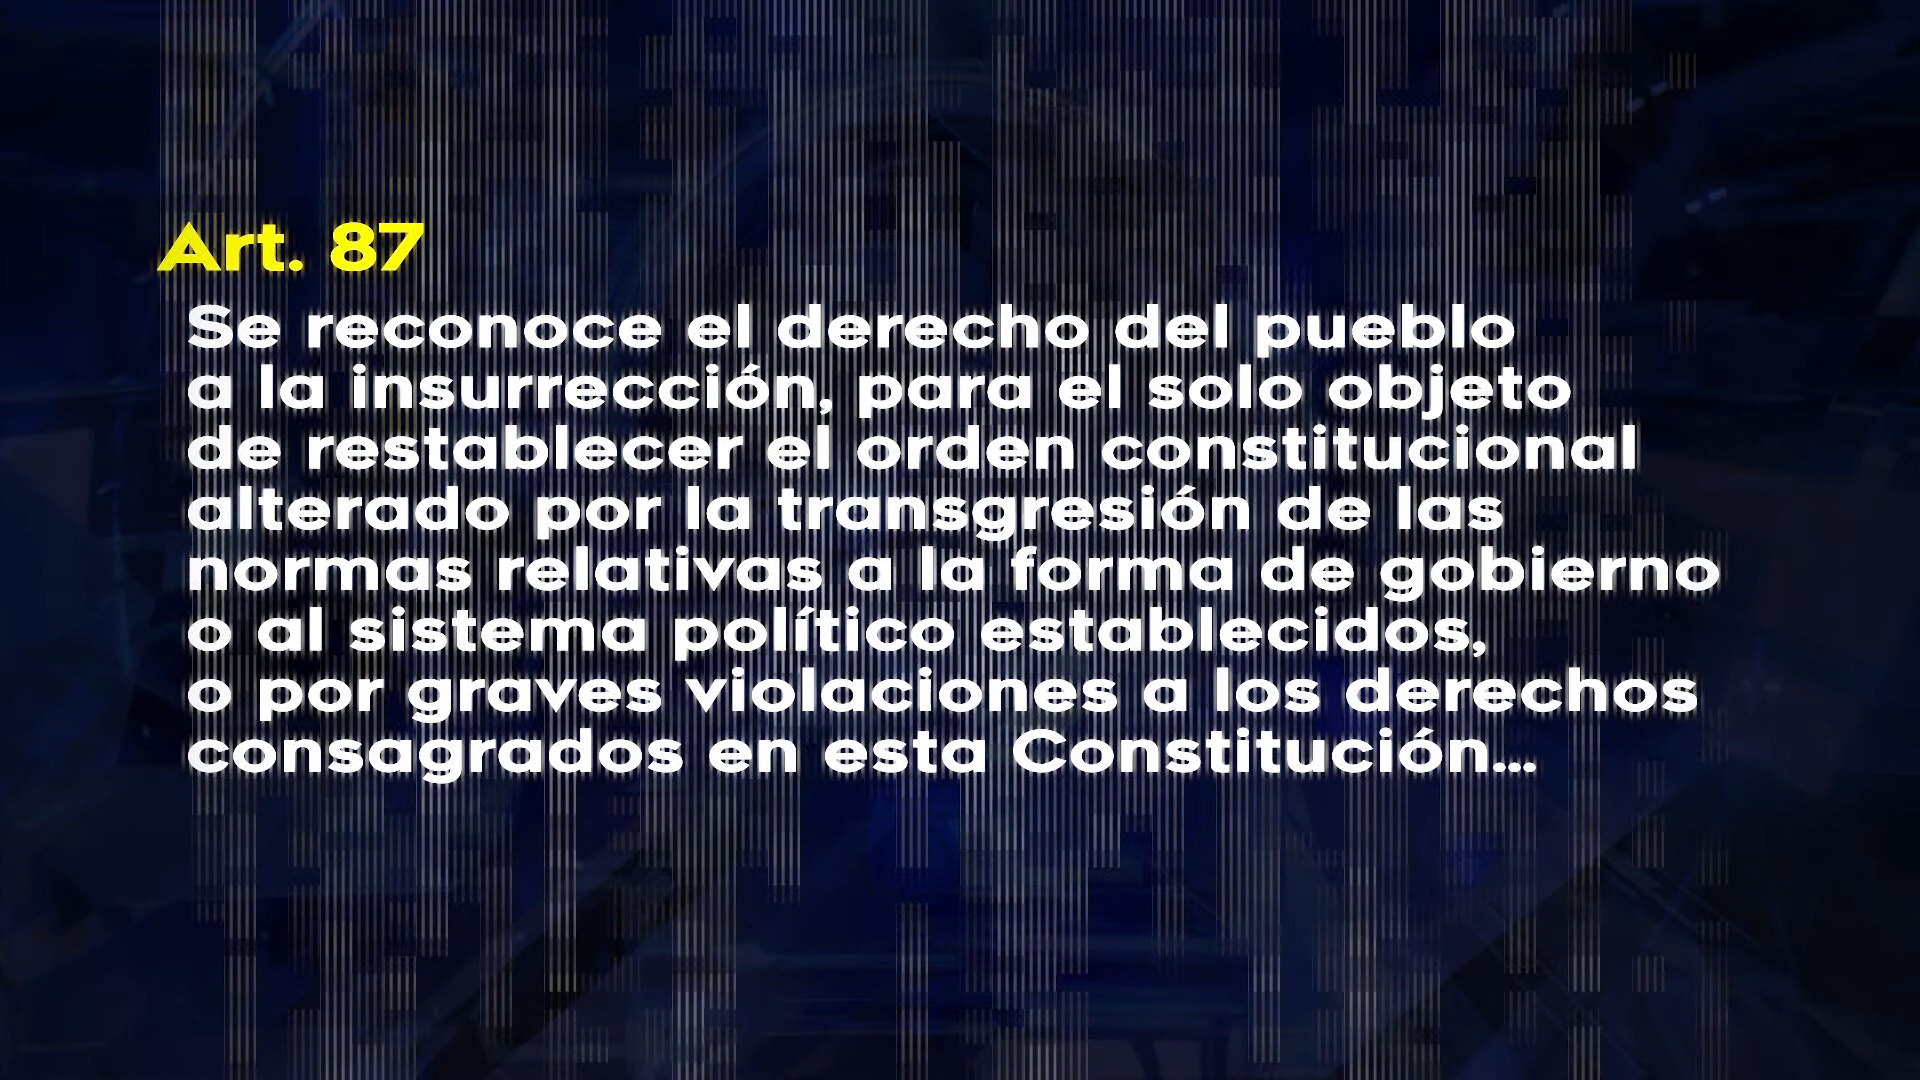 Art. 87
Se reconoce el derecho del pueblo
a la insurrección, para el solo objeto
de restablecer el orden constitucional
alterado por la transgresión de las
normas relativas a la forma de gobierno
o al sistema político establecidos,
o por graves violaciones a los derechos
consagrados en esta Constitución...